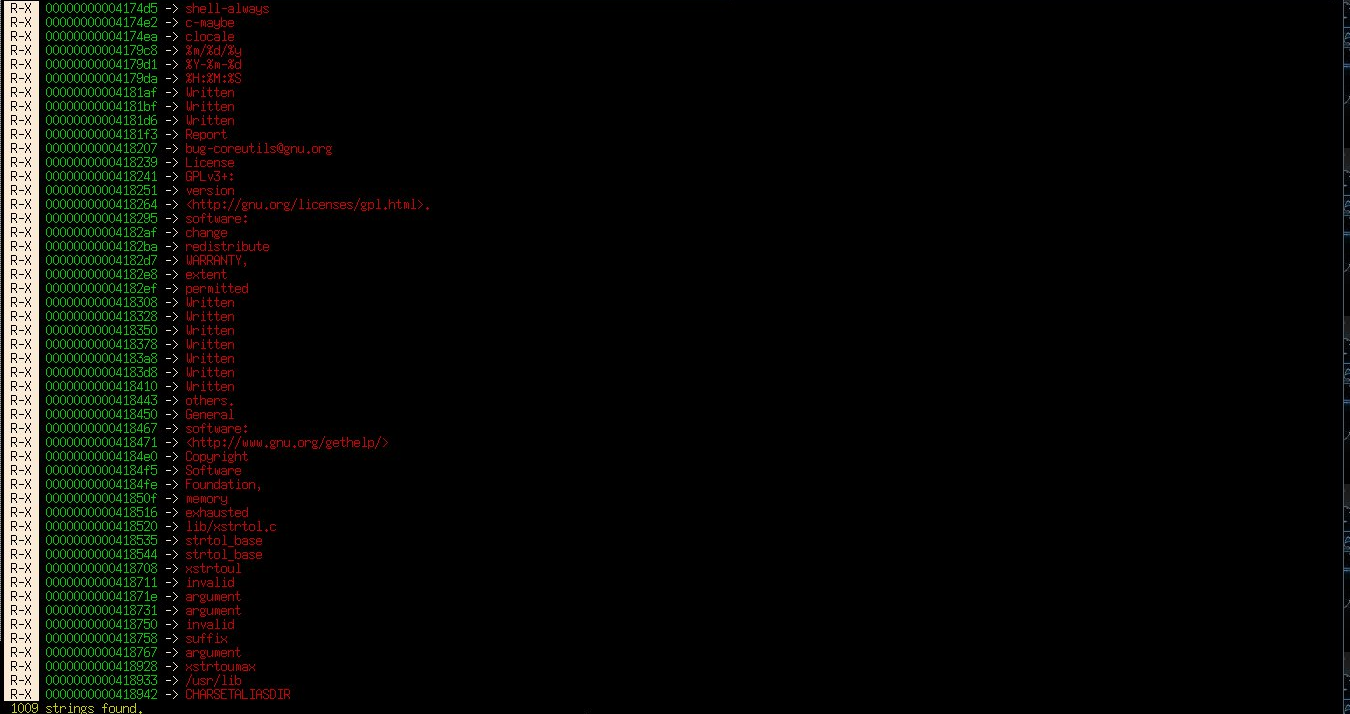 R-X 00000000004174d5 -> shell-always
R-X 00000000004174e2 -> c-maybe
R-X 00000000004174ea -> clocale
R-X 00000000004179c8 -> %m/%d/%y
R-X 00000000004179d1 -> %Y-%m-%d
R-X 00000000004179da -> %H:%M:%S
R-X 00000000004181af -> Written
R-X 00000000004181bf -> Written
R-X 00000000004181d6 -> Written
R-X 00000000004181f3 -> Report
R-X 0000000000418207 -> bug-coreutils@gnu.org
R-X 0000000000418239 -> License
R-X 0000000000418241 -> GPLv3+:
R-X 0000000000418251 -> version
R-X 0000000000418264 -> <http://gnu.org/licenses/gpl.html>.
R-X 0000000000418295 -> software:
R-X 00000000004182af -> change
R-X 00000000004182ba -> redistribute
R-X 00000000004182d7 -> WARRANTY,
R-X 00000000004182e8 -> extent
R-X 00000000004182ef -> permitted
R-X 0000000000418308 -> Written
R-X 0000000000418328 -> Written
R-X 0000000000418350 -> Written
R-X 0000000000418378 -> Written
R-X 00000000004183a8 -> Written
R-X 00000000004183d8 -> Written
R-X 0000000000418410 -> Written
R-X 0000000000418443 -> others.
R-X 0000000000418450 -> General
R-X 0000000000418467 -> software:
R-X 0000000000418471 -> <http://www.gnu.org/gethelp/>
R-X 00000000004184e0 -> Copyright
R-X 00000000004184f5 -> Software
R-X 00000000004184fe -> Foundation,
R-X 000000000041850f -> memory
R-X 0000000000418516 -> exhausted
R-X 0000000000418520 -> lib/xstrtol.c
R-X 0000000000418535 -> strtol_base
R-X 0000000000418544 -> strtol_base
R-X 0000000000418708 -> xstrtoul
R-X 0000000000418711 -> invalid
R-X 000000000041871e -> argument
R-X 0000000000418731 -> argument
R-X 0000000000418750 -> invalid
R-X 0000000000418758 -> suffix
R-X 0000000000418767 -> argument
R-X 0000000000418928 -> xstrtoumax
R-X 0000000000418933 -> /usr/lib
R-X 0000000000418942 -> CHARSETALIASDIR
1009 strings found.